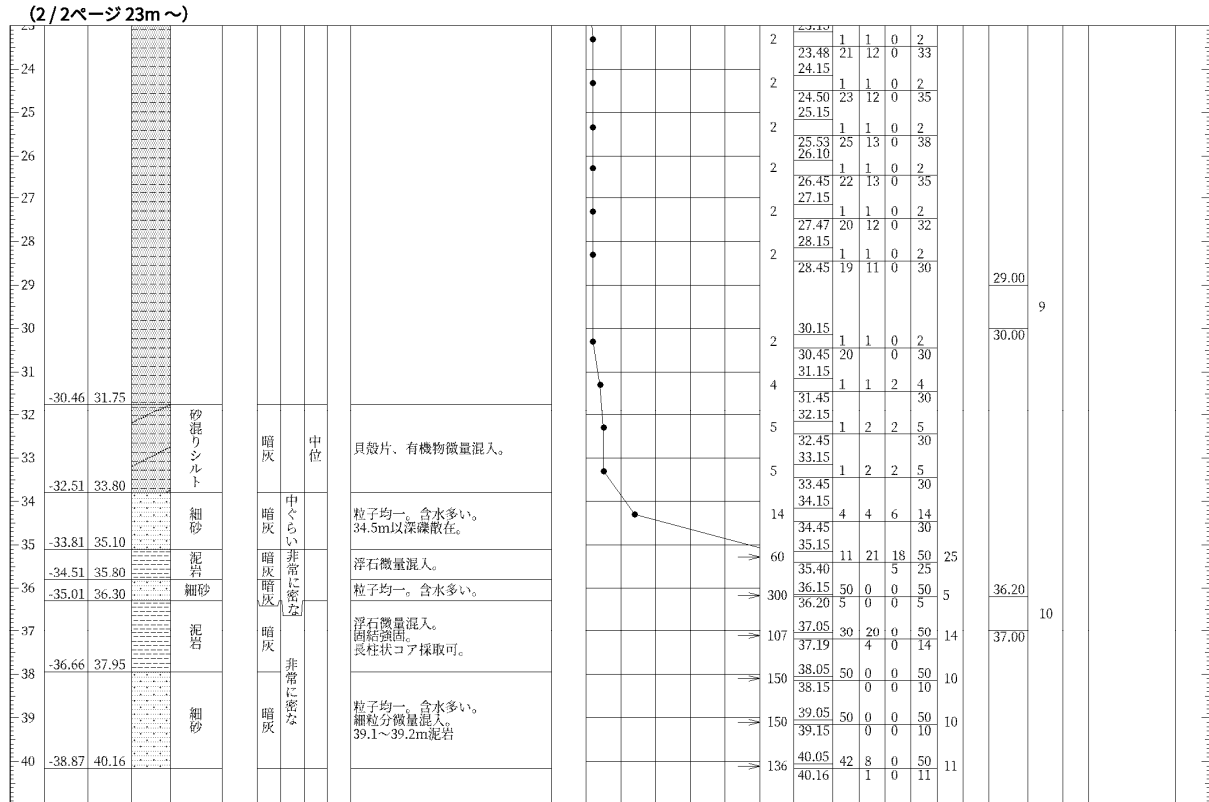 (2 / 2ページ 23m ～)
23
23.15
2
1 1 0 2
23.48 21 12 0 33
24
24.15
2
1 1 0 2
24.50 23 12 0 35
25
25.15
2
1 1 0 2
25.53 25 13 0 38
26
26.10
2
1 1 0 2
26.45 22 13 0 35
27
27.15
2
1 1 0 2
27.47 20 12 0 32
28
28.15
2
1 1 0 2
28.45 19 11 0 30
29
29.00
9
30
30.15
30.00
2
1 1 0 2
30.45 20 0 30
31
31.15
4
1 1 2 4
-30.46 31.75
31.45 30
32
32.15
砂混りシルト
暗灰
中位
貝殻片、有機物微量混入。
5
1 2 2 5
32.45 30
33
33.15
5
1 2 2 5
-32.51 33.80
33.45 30
34
34.15
細砂
暗灰
中ぐらい
粒子均一。含水多い。
34.5m以深礫散在。
14
4 4 6 14
34.45 30
-33.81 35.10
35
35.15
泥岩
暗灰
非常に密な
浮石微量混入。
60
11 21 18 50 25
35.40 5 25
-34.51 35.80
細砂
暗灰
粒子均一。含水多い。
36
36.15 50 0 0 50
300
5
36.20 5 0 0 5
36.20
-35.01 36.30
10
泥岩
暗灰
浮石微量混入。
固結強固。
長柱状コア採取可。
37
37.05
107
30 20 0 50 14
37.19 4 0 14
37.00
-36.66 37.95
38
38.05
150
50 0 0 50 10
38.15 0 0 10
細砂
暗灰
非常に密な
粒子均一。含水多い。
細粒分微量混入。
39.1～39.2m泥岩
39
39.05
150
50 0 0 50 10
39.15 0 0 10
40
-38.87 40.16
40.05
136
42 8 0 50 11
40.16 1 0 11